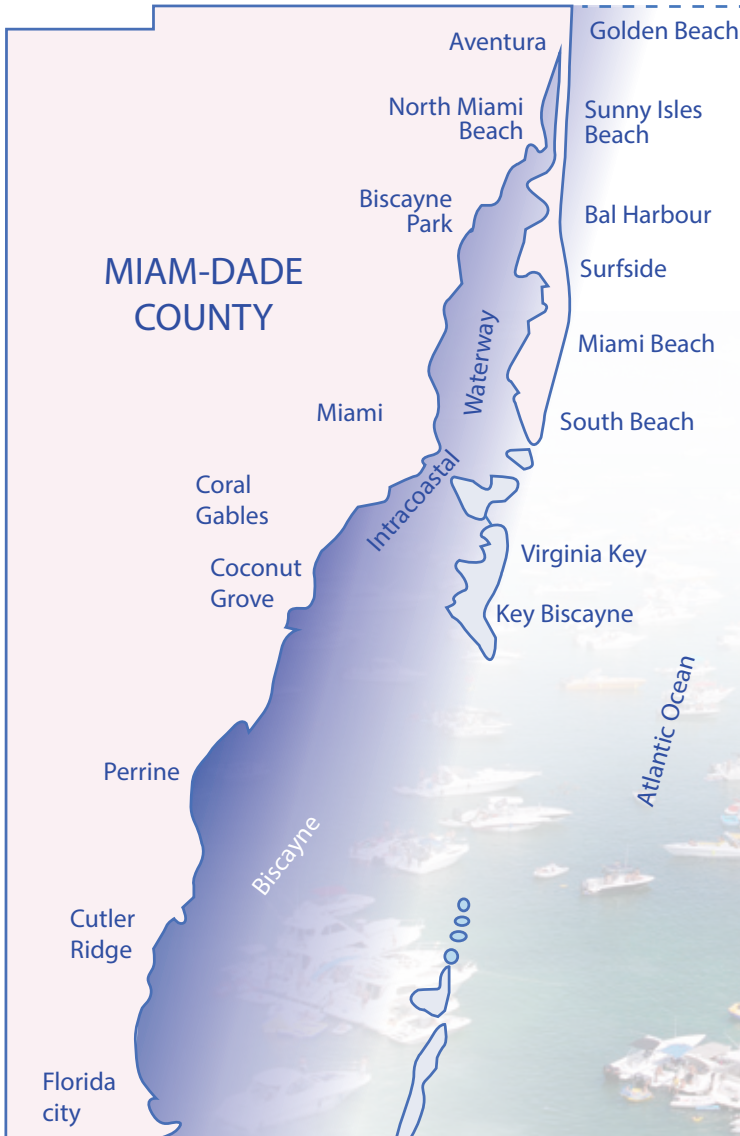 Golden Beach
Aventura
North Miami
Beach
Sunny Isles
Beach
Biscayne
Park
Bal Harbour
MIAM-DADE
COUNTY
Surfside
Waterway
Miami Beach
Miami
South Beach
Intracoastal
Coral
Gables
Virginia Key
Coconut
Grove
Key Biscayne
Atlantic Ocean
Perrine
Biscayne
Cutler
Ridge
Florida
city